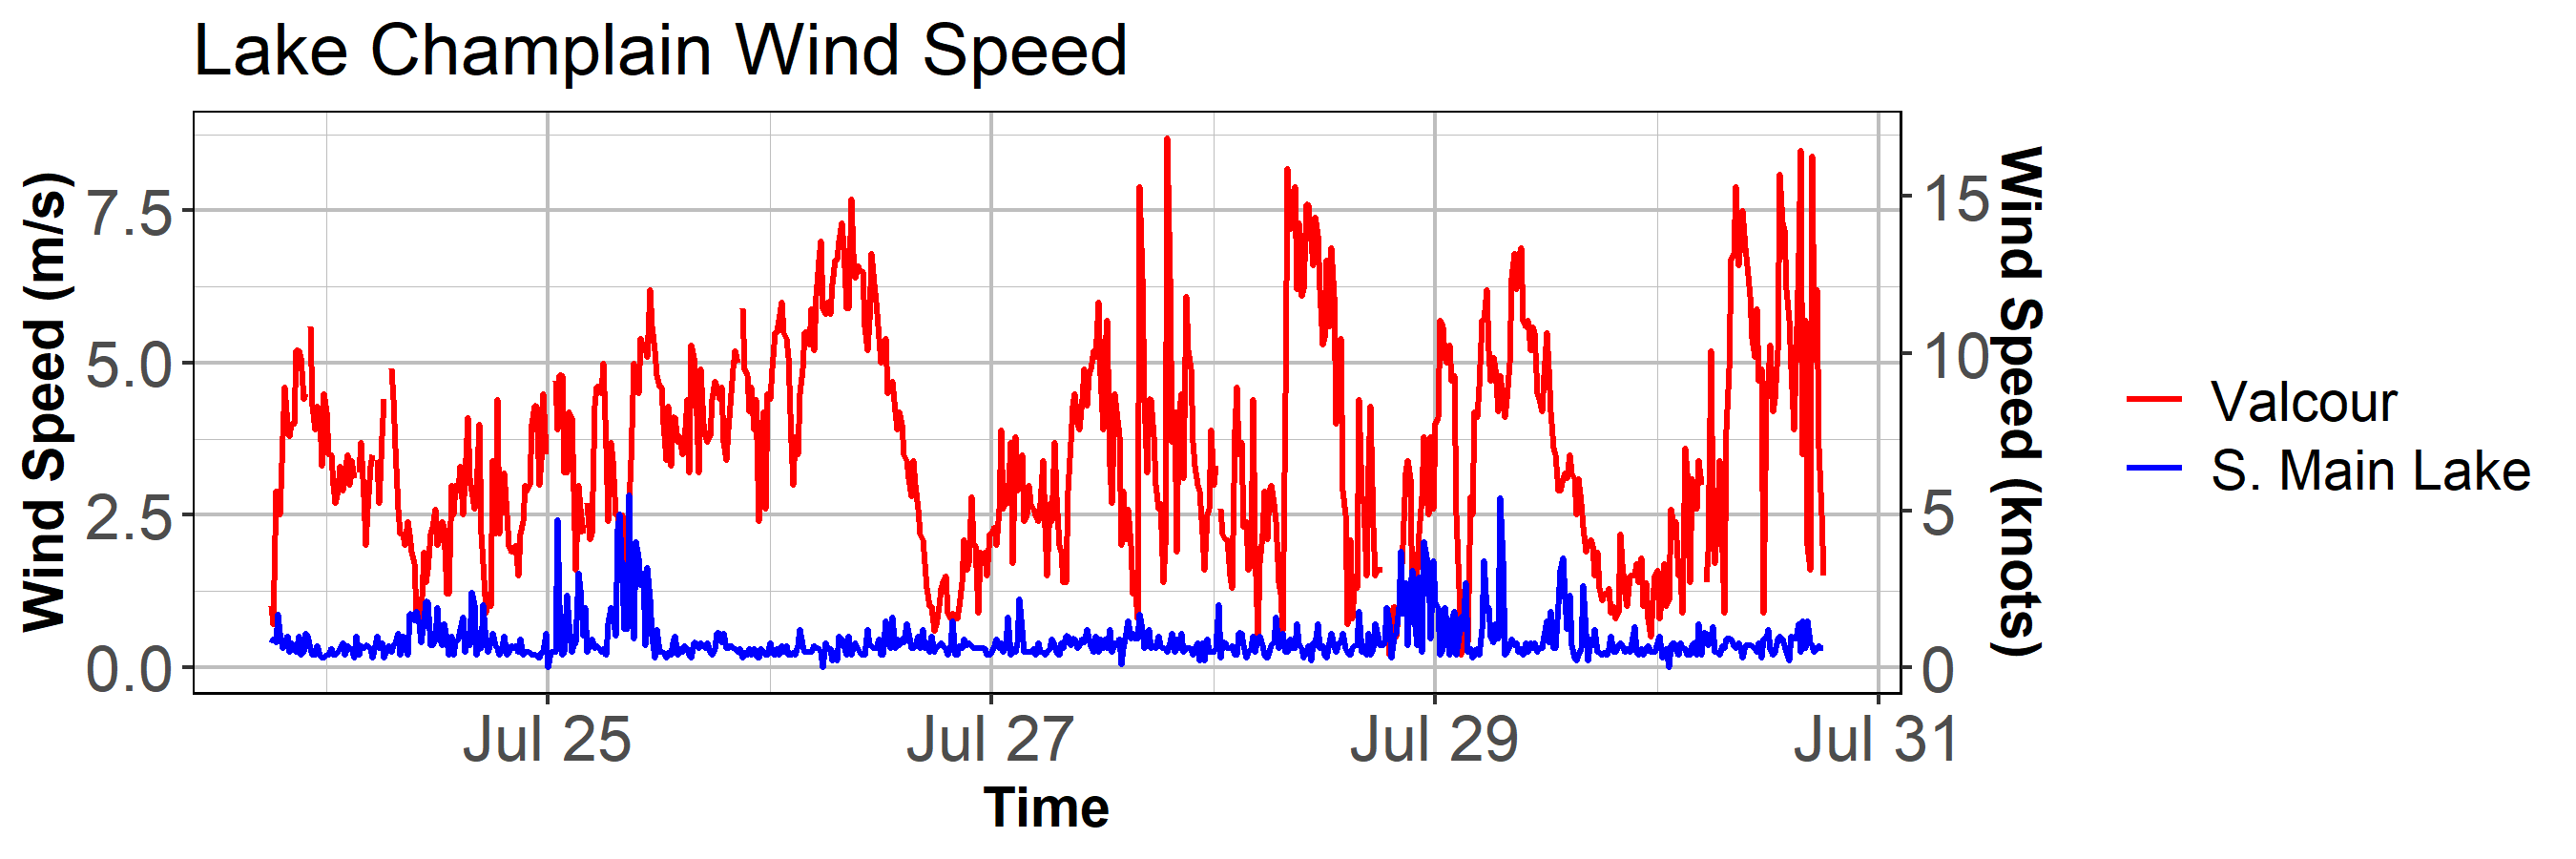 Lake Champlain Wind Speed
Wind Speed (m/s)
7.5
5.0
2.5
0.0
15
10
5
0
Wind Speed (knots)
Jul 25
Jul 27
Jul 29
Jul 31
Time
Valcour
S. Main Lake